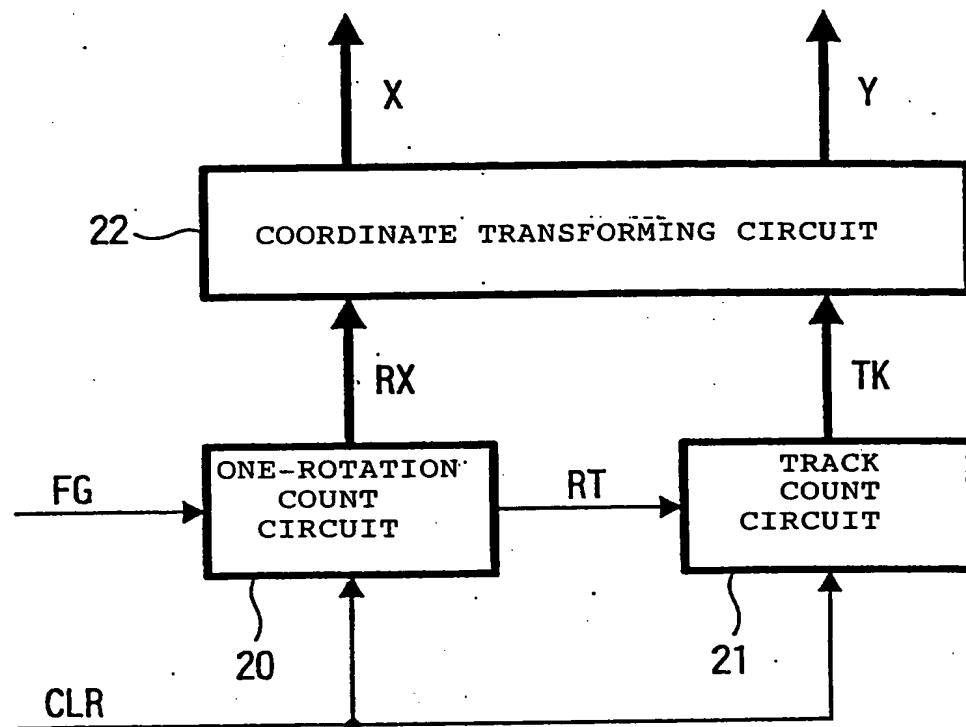 X
Y
22
COORDINATE TRANSFORMING CIRCUIT
RX
TK
FG
ONE-ROTATION
COUNT
CIRCUIT
RT
TRACK
COUNT
CIRCUIT
20
21
CLR